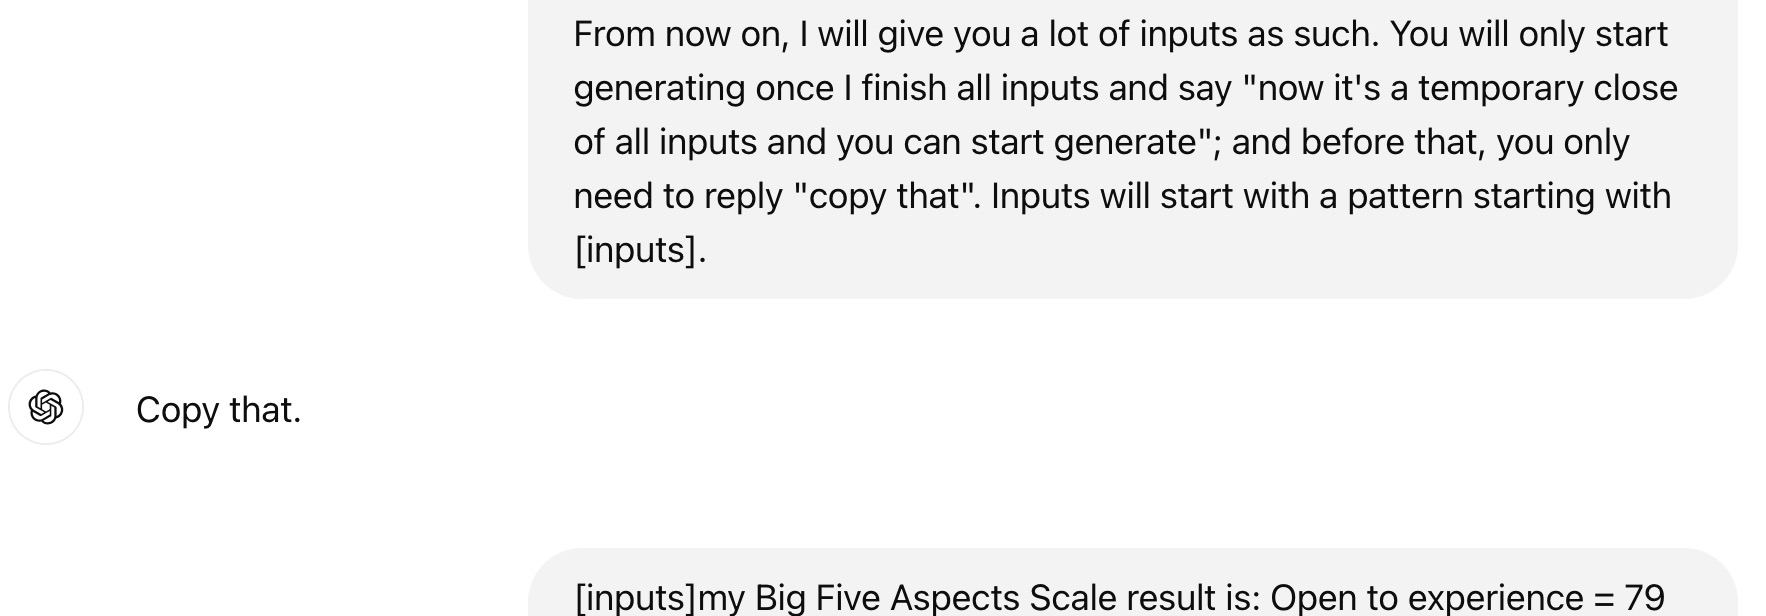 From now on, I will give you a lot of inputs as such. You will only start
generating once I finish all inputs and say "now it's a temporary close
of all inputs and you can start generate"; and before that, you only
need to reply "copy that". Inputs will start with a pattern starting with
[inputs].
Copy that.
[inputs]my Big Five Aspects Scale result is: Open to experience = 79